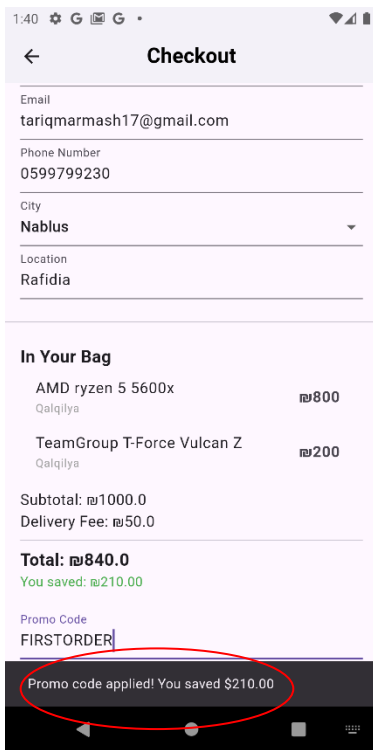 1:40 G G
Checkout
Email
tariqmarmash17@gmail.com
Phone Number
0599799230
City
Nablus
Location
Rafidia
In Your Bag
AMD ryzen 5 5600x
₪800
Qalqilya
TeamGroup T-Force Vulcan Z
₪200
Qalqilya
Subtotal: ₪1000.0
Delivery Fee: ₪50.0
Total: ₪840.0
You saved: ₪210.00
Promo Code
FIRSTORDER
Promo code applied! You saved $210.00